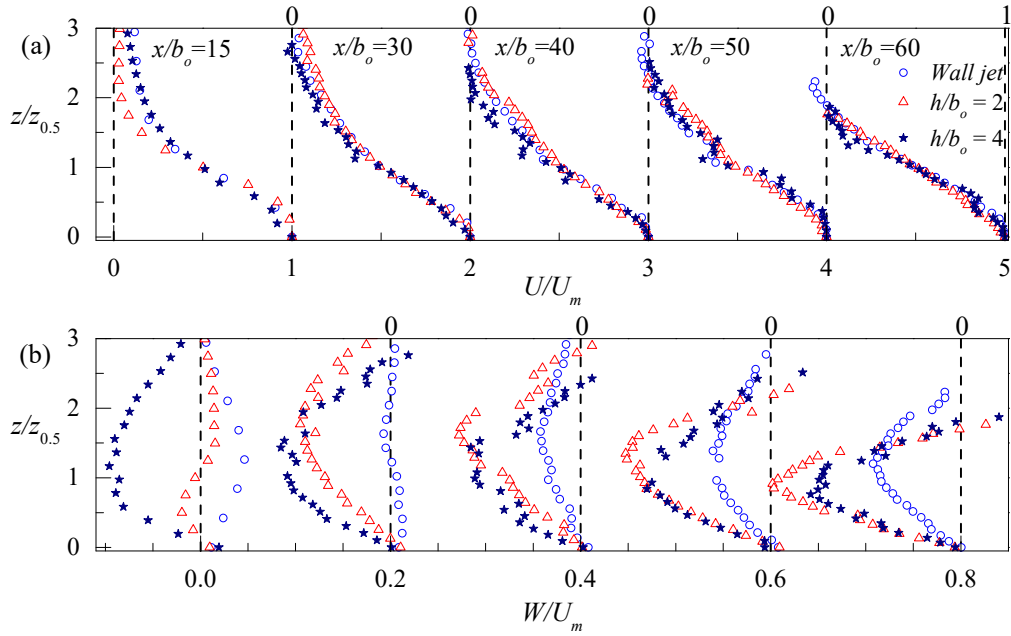 0 0 0 0 1
(a)
3
2
1
0
z/z0.5
x/bo=15
x/bo=30
x/bo=40
x/bo=50
x/bo=60
Wall jet
h/bo = 2
h/bo = 4
0 1 2 3 4 5
U/Um
0 0 0 0
(b)
3
2
1
0
z/z0.5
0.0 0.2 0.4 0.6 0.8
W/Um